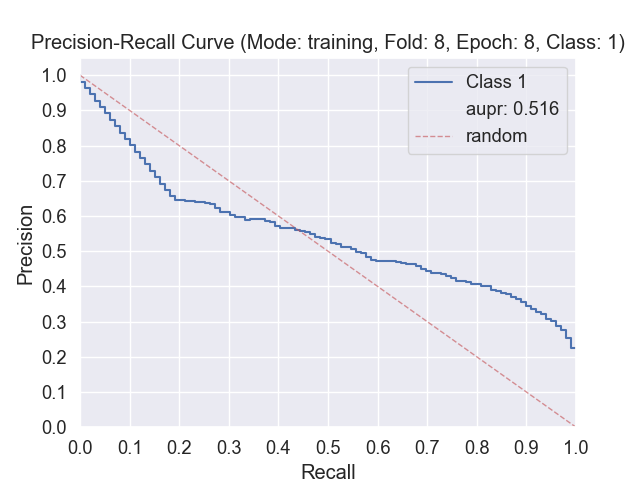 Precision-Recall Curve (Mode: training, Fold: 8, Epoch: 8, Class: 1)
Class 1
aupr: 0.516
random
Precision
1.0
0.9
0.8
0.7
0.6
0.5
0.4
0.3
0.2
0.1
0.0
0.0 0.1 0.2 0.3 0.4 0.5 0.6 0.7 0.8 0.9 1.0
Recall